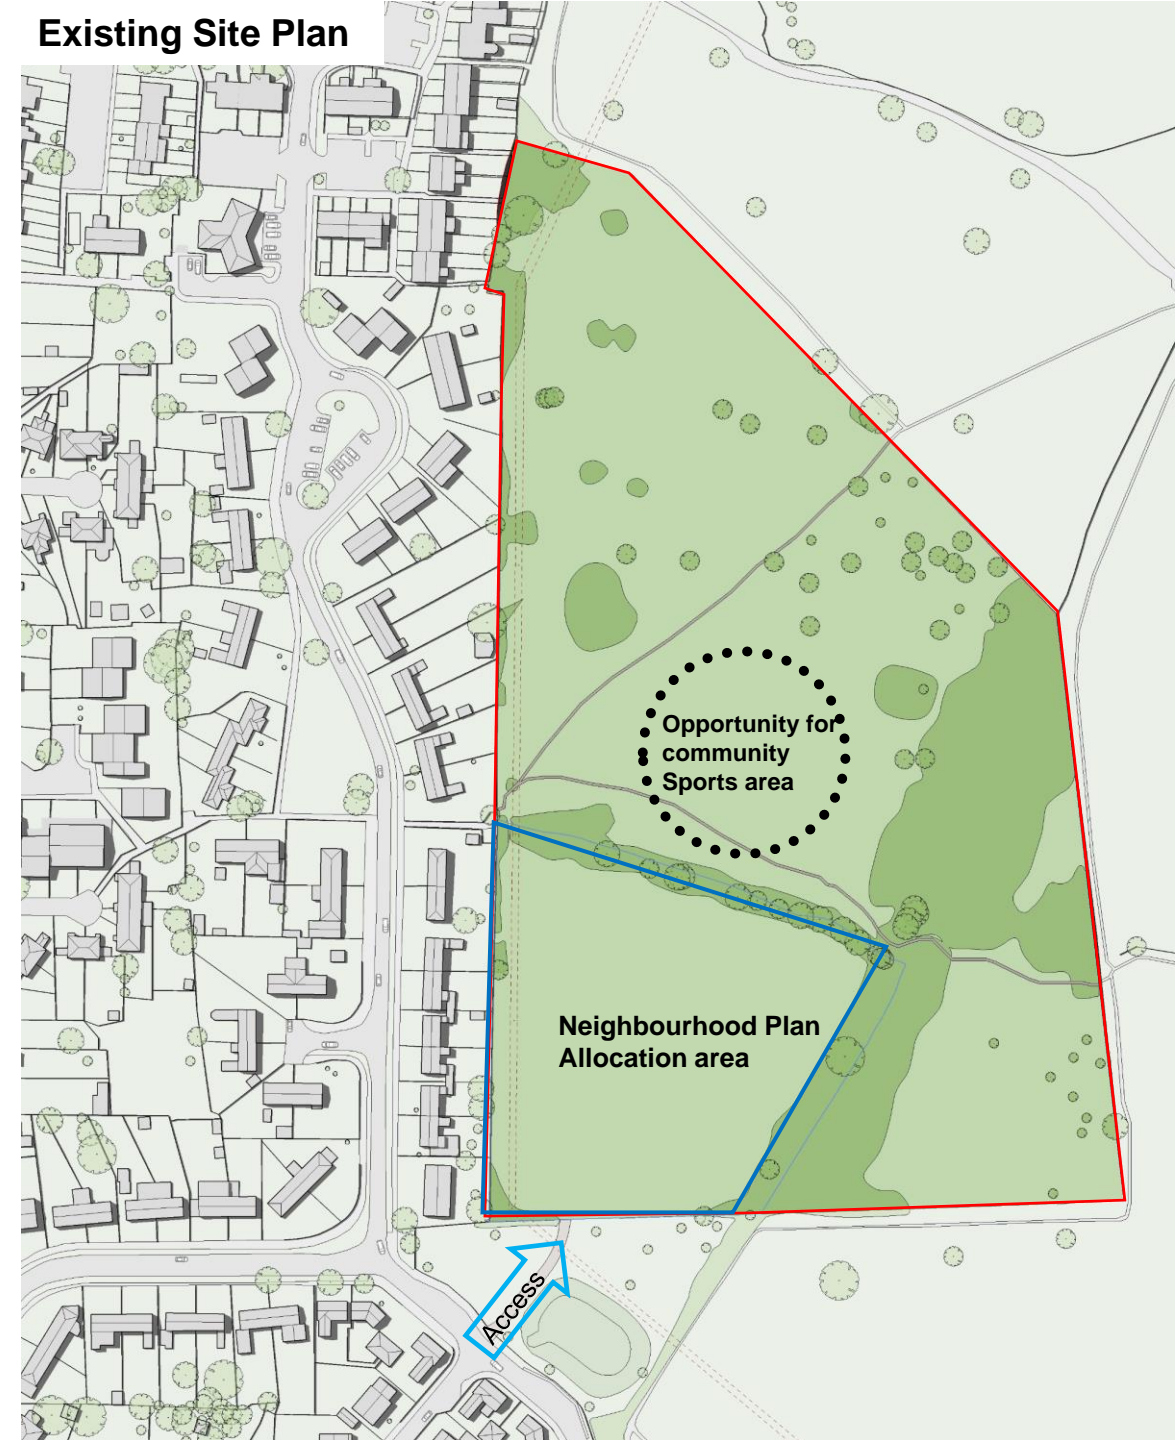 Existing Site Plan
Opportunity for
community
Sports area
Neighbourhood Plan
Allocation area
Access